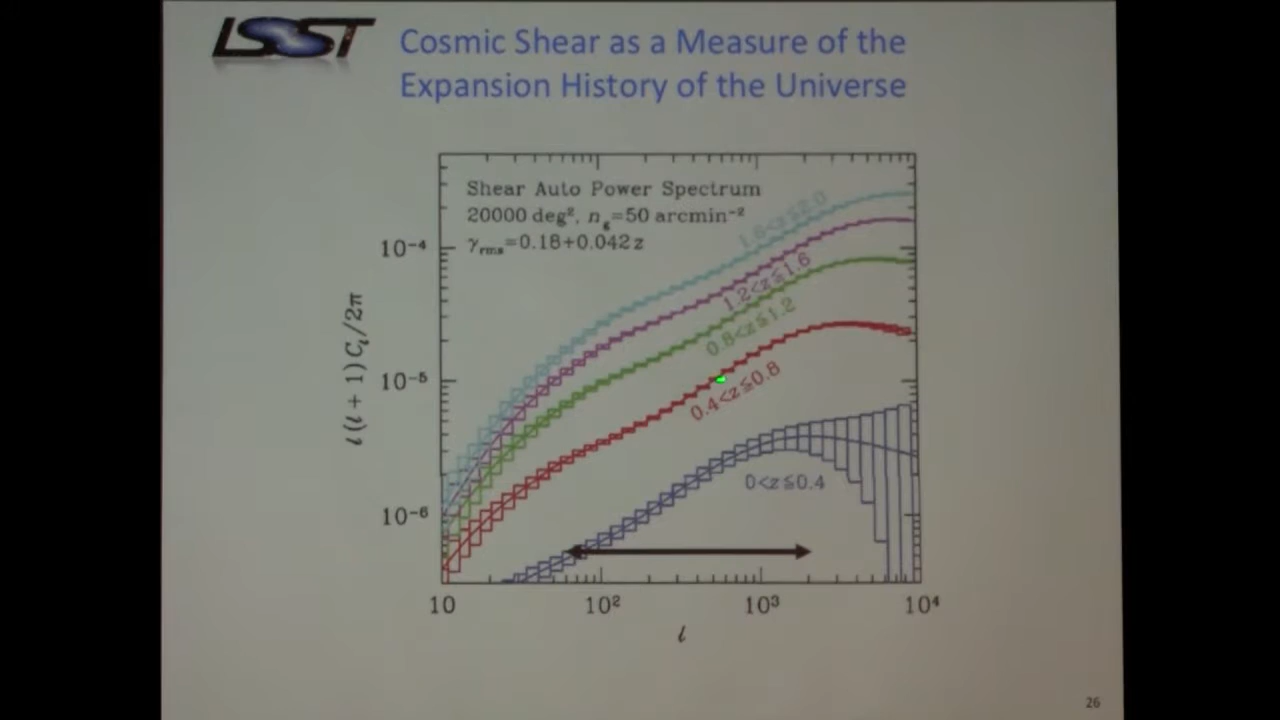 LSST
Cosmic Shear as a Measure of the
Expansion History of the Universe
Shear Auto Power Spectrum
20000 deg², n_g=50 arcmin⁻²
γ_rms=0.18+0.042z
1.6<z≤2.0
1.2<z≤1.6
0.8<z≤1.2
0.4<z≤0.8
0<z≤0.4
10⁻⁴
10⁻⁵
10⁻⁶
ℓ(ℓ + 1)C_ℓ/2π
10 10² 10³ 10⁴
ℓ
26